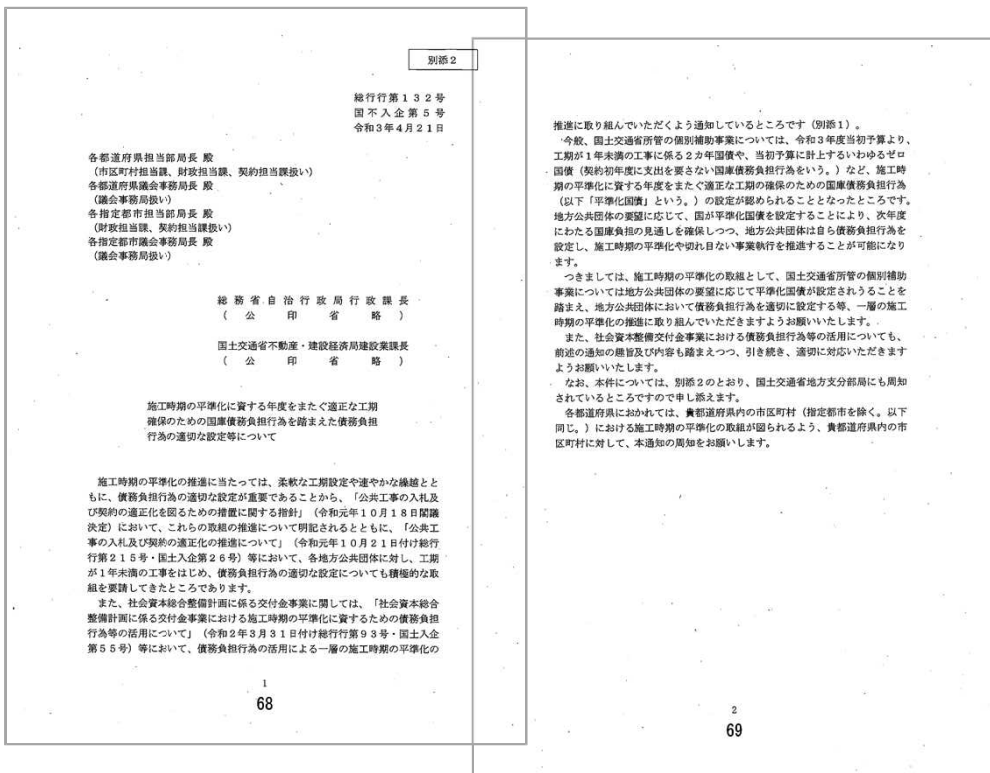 別添2
総行行第132号
国不入企第5号
令和3年4月21日
各都道府県担当部局長 殿
(市区町村担当課、財政担当課、契約担当課扱い)
各都道府県議会事務局長 殿
(議会事務局扱い)
各指定都市担当部局長 殿
(財政担当課、契約担当課扱い)
各指定都市議会事務局長 殿
(議会事務局扱い)
総務省自治行政局行政課長
(公印省略)
国土交通省不動産・建設経済局建設業課長
(公印省略)
施工時期の平準化に資する年度をまたぐ適正な工期
確保のための国庫債務負担行為を踏まえた債務負担
行為の適切な設定等について
施工時期の平準化の推進に当たっては、柔軟な工期設定や速やかな繰越とと
もに、債務負担行為の適切な設定が重要であることから、「公共工事の入札及
び契約の適正化を図るための措置に関する指針」(令和元年10月18日閣議
決定)において、これらの取組の推進について明記されるとともに、「公共工
事の入札及び契約の適正化の推進について」(令和元年10月21日付け総行
行第215号・国土入企第26号)等において、各地方公共団体に対し、工期
が1年未満の工事をはじめ、債務負担行為の適切な設定についても積極的な取
組を要請してきたところであります。
また、社会資本総合整備計画に係る交付金事業に関しては、「社会資本総合
整備計画に係る交付金事業における施工時期の平準化に資するための債務負担
行為等の活用について」(令和2年3月31日付け総行行第93号・国土入企
第55号)等において、債務負担行為の活用による一層の施工時期の平準化の
1
68
推進に取り組んでいただくよう通知しているところです(別添1)。
今般、国土交通省所管の個別補助事業については、令和3年度当初予算より、
工期が1年未満の工事に係る2カ年国債や、当初予算に計上するいわゆるゼロ
国債(契約初年度に支出を要さない国庫債務負担行為をいう。)など、施工時
期の平準化に資する年度をまたぐ適正な工期の確保のための国庫債務負担行為
(以下「平準化国債」という。)の設定が認められることとなったところです。
地方公共団体の要望に応じて、国が平準化国債を設定することにより、次年度
にわたる国庫負担の見通しを確保しつつ、地方公共団体は自ら債務負担行為を
設定し、施工時期の平準化や切れ目ない事業執行を推進することが可能になり
ます。
つきましては、施工時期の平準化の取組として、国土交通省所管の個別補助
事業については地方公共団体の要望に応じて平準化国債が設定されうることを
踏まえ、地方公共団体において債務負担行為を適切に設定する等、一層の施工
時期の平準化の推進に取り組んでいただきますようお願いいたします。
また、社会資本整備交付金事業における債務負担行為等の活用についても、
前述の通知の趣旨及び内容も踏まえつつ、引き続き、適切に対応いただきます
ようお願いいたします。
なお、本件については、別添2のとおり、国土交通省地方支分部局にも周知
されているところですので申し添えます。
各都道府県におかれては、貴都道府県内の市区町村(指定都市を除く。以下
同じ。)における施工時期の平準化の取組が図られるよう、貴都道府県内の市
区町村に対して、本通知の周知をお願いします。
2
69